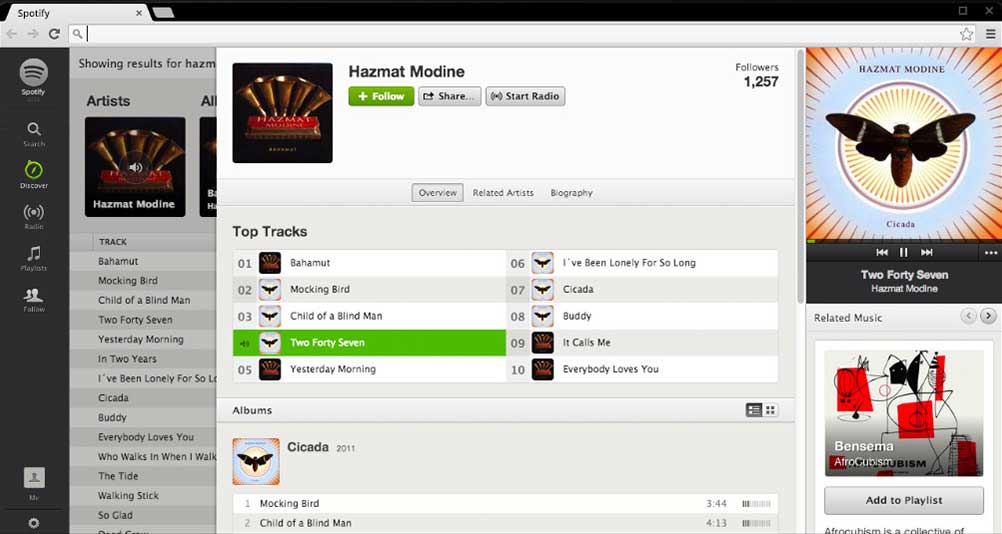 Spotify
Spotify
Search
Discover
Radio
Playlists
Follow
Me
Showing results for hazm
Artists
Al
HAZMAT
MODINE
Hazmat Modine
Ba
TRACK
Bahamut
Mocking Bird
Child of a Blind Man
Two Forty Seven
Yesterday Morning
In Two Years
I´ve Been Lonely For So Lo
Cicada
Buddy
Everybody Loves You
Who Walks In When I Walk
The Tide
Walking Stick
So Glad
HAZMAT
MODINE
BAHAMUT
Hazmat Modine
Follow
Share...
Start Radio
Followers
1,257
Overview
Related Artists
Biography
Top Tracks
01 Bahamut
02 Mocking Bird
03 Child of a Blind Man
Two Forty Seven
05 Yesterday Morning
06 I´ve Been Lonely For So Long
07 Cicada
08 Buddy
09 It Calls Me
10 Everybody Loves You
Albums
Cicada 2011
1 Mocking Bird 3:44
2 Child of a Blind Man 4:13
HAZMAT MODINE
Cicada
Two Forty Seven
Hazmat Modine
Related Music
Bensema
AfroCubism
CUBISM
Add to Playlist
Afrocubism is a collective of